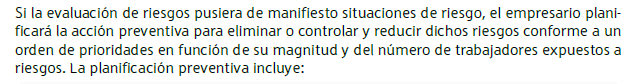 Si la evaluación de riesgos pusiera de manifiesto situaciones de riesgo, el empresario plani-
ficará la acción preventiva para eliminar o controlar y reducir dichos riesgos conforme a un
orden de prioridades en función de su magnitud y del número de trabajadores expuestos a
riesgos. La planificación preventiva incluye: